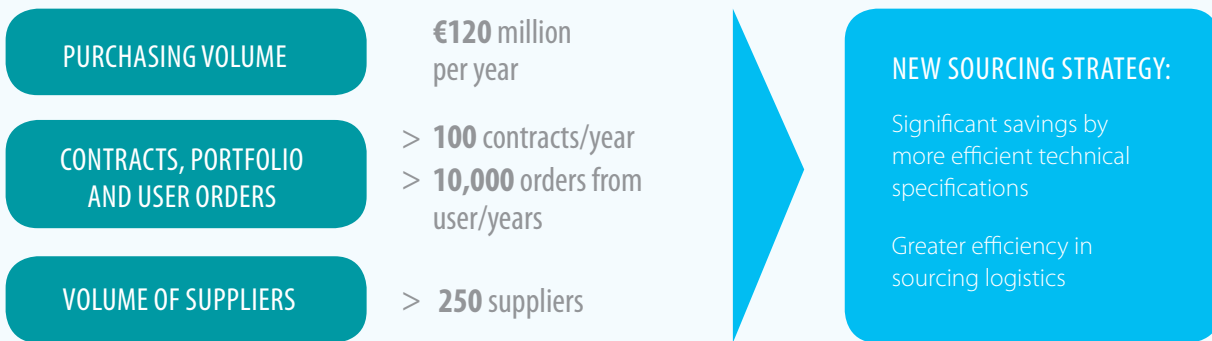 PURCHASING VOLUME
€120 million
per year
CONTRACTS, PORTFOLIO
AND USER ORDERS
> 100 contracts/year
> 10,000 orders from
user/years
VOLUME OF SUPPLIERS
> 250 suppliers
NEW SOURCING STRATEGY:
Significant savings by
more efficient technical
specifications
Greater efficiency in
sourcing logistics